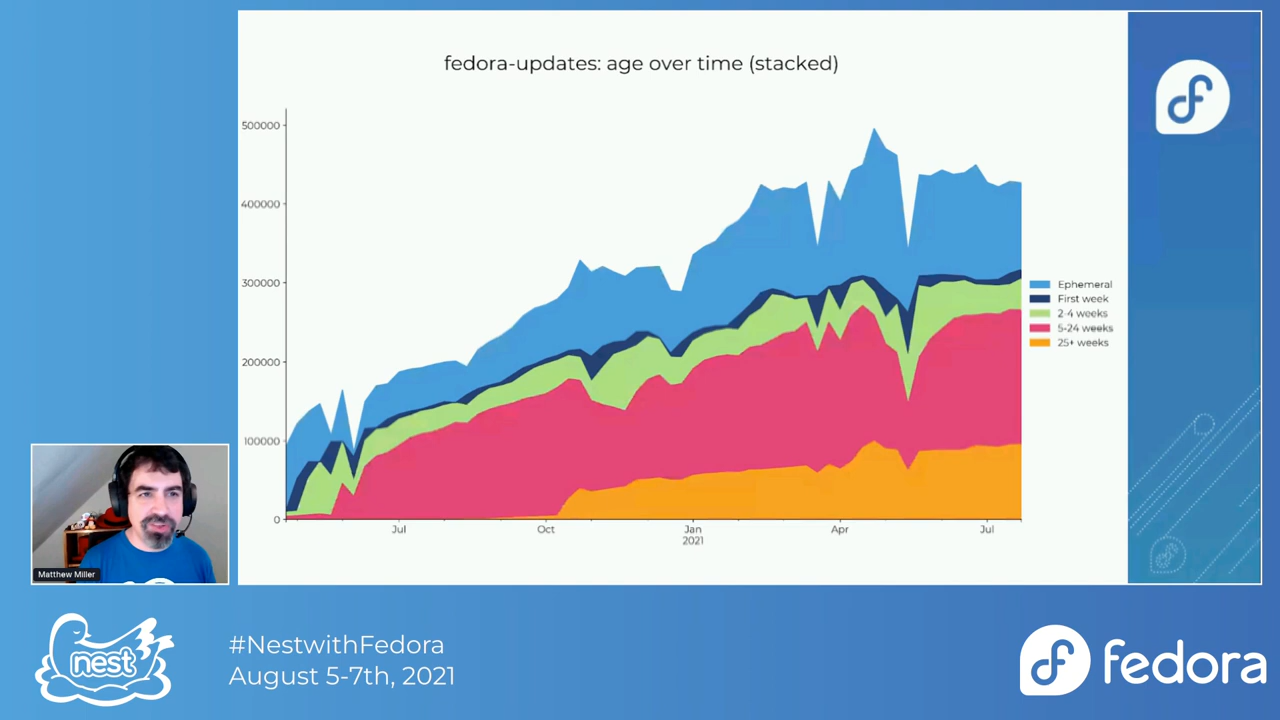 fedora-updates: age over time (stacked)
500000
400000
300000
200000
100000
0
Jul
Oct
Jan
2021
Apr
Jul
Ephemeral
First week
2-4 weeks
5-24 weeks
25+ weeks
Matthew Miller
nest
#NestwithFedora
August 5-7th, 2021
fedora